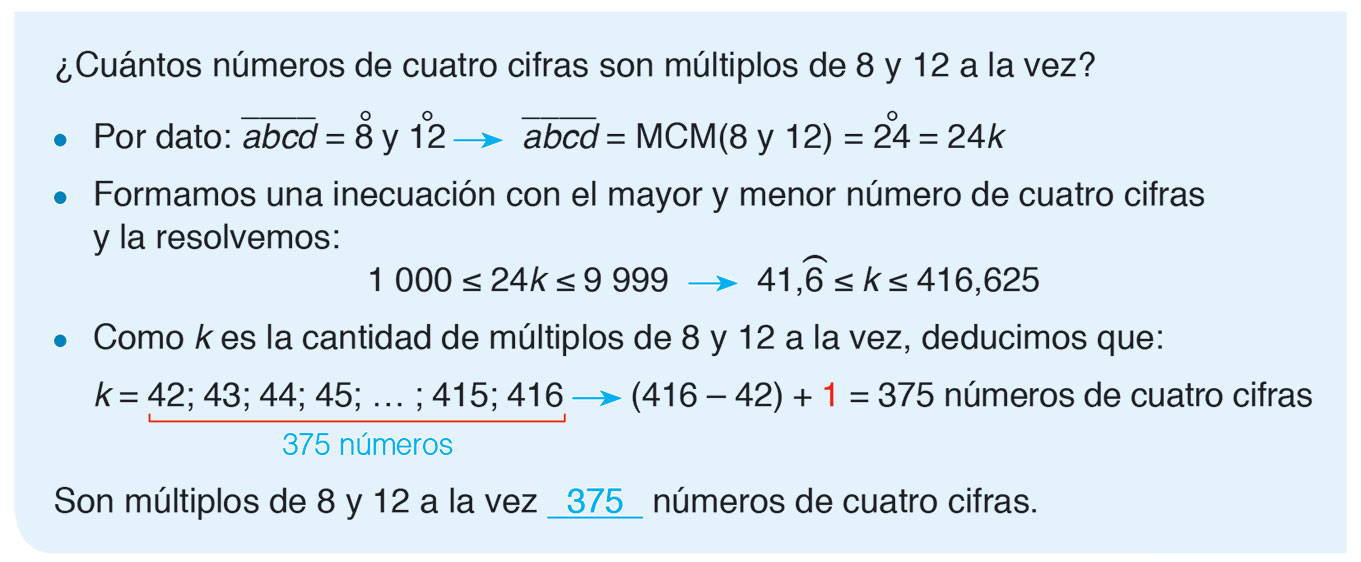 ¿Cuántos números de cuatro cifras son múltiplos de 8 y 12 a la vez?
• Por dato: a̅b̅c̅d̅ = 8̊ y 12̊ → a̅b̅c̅d̅ = MCM(8 y 12) = 24̊ = 24k
• Formamos una inecuación con el mayor y menor número de cuatro cifras
y la resolvemos:
1 000 ≤ 24k ≤ 9 999 → 41,6̑ ≤ k ≤ 416,625
• Como k es la cantidad de múltiplos de 8 y 12 a la vez, deducimos que:
k = 42; 43; 44; 45; … ; 415; 416 → (416 – 42) + 1 = 375 números de cuatro cifras
375 números
Son múltiplos de 8 y 12 a la vez 375 números de cuatro cifras.